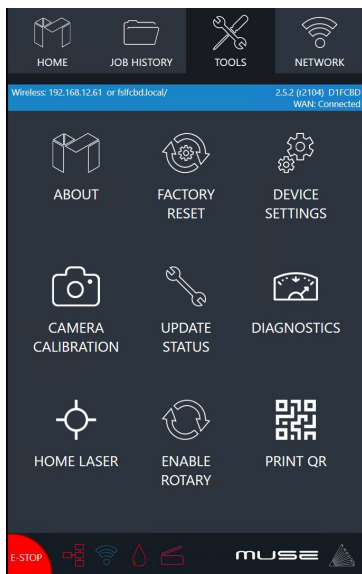 HOME JOB HISTORY TOOLS NETWORK
Wireless: 192.168.12.61 or fslfcbd.local/ 2.5.2 (r2104) D1FCBD
WAN: Connected
ABOUT FACTORY DEVICE
RESET SETTINGS
CAMERA UPDATE DIAGNOSTICS
CALIBRATION STATUS
HOME LASER ENABLE PRINT QR
ROTARY
E-STOP muse